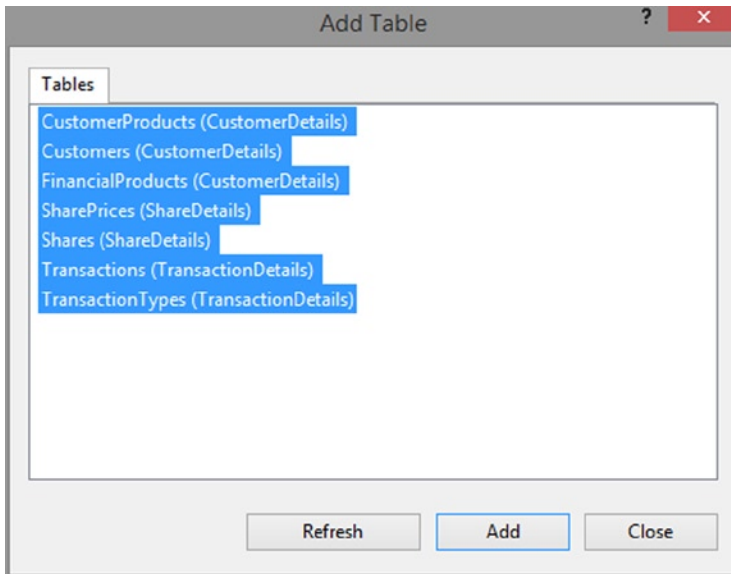 Add Table
?
x
Tables
CustomerProducts (CustomerDetails)
Customers (CustomerDetails)
FinancialProducts (CustomerDetails)
SharePrices (ShareDetails)
Shares (ShareDetails)
Transactions (TransactionDetails)
TransactionTypes (TransactionDetails)
Refresh
Add
Close